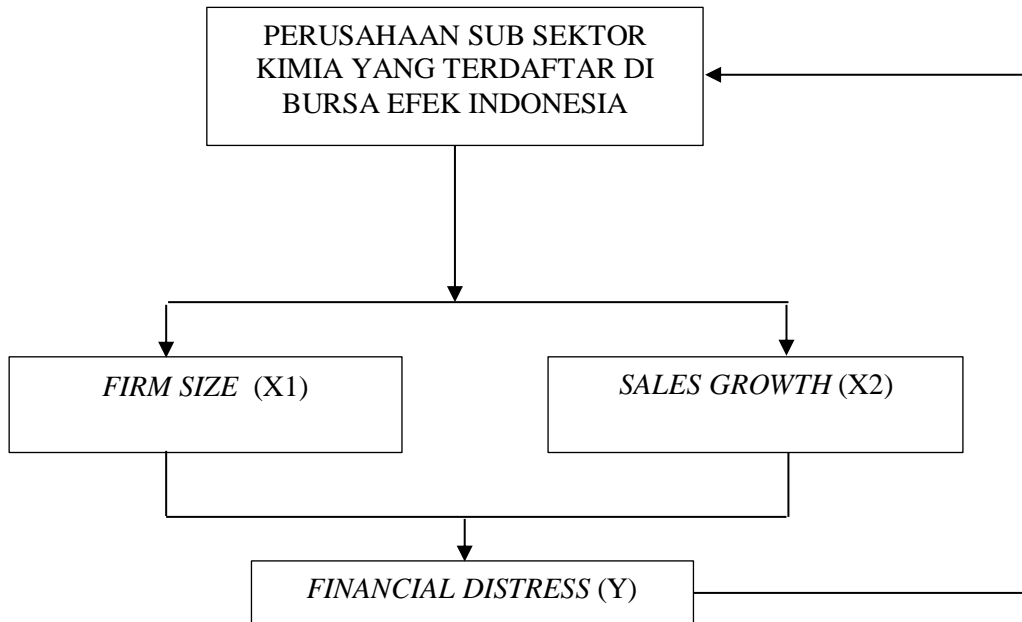 PERUSAHAAN SUB SEKTOR
KIMIA YANG TERDAFTAR DI
BURSA EFEK INDONESIA
FIRM SIZE (X1)
SALES GROWTH (X2)
FINANCIAL DISTRESS (Y)